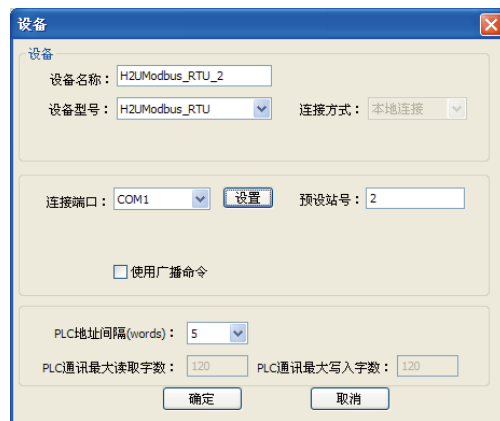 设备
设备
设备名称： H2UModbus_RTU_2
设备型号： H2UModbus_RTU 连接方式： 本地连接
连接端口： COM1 设置 预设站号： 2
使用广播命令
PLC地址间隔(words)： 5
PLC通讯最大读取字数： 120 PLC通讯最大写入字数： 120
确定 取消